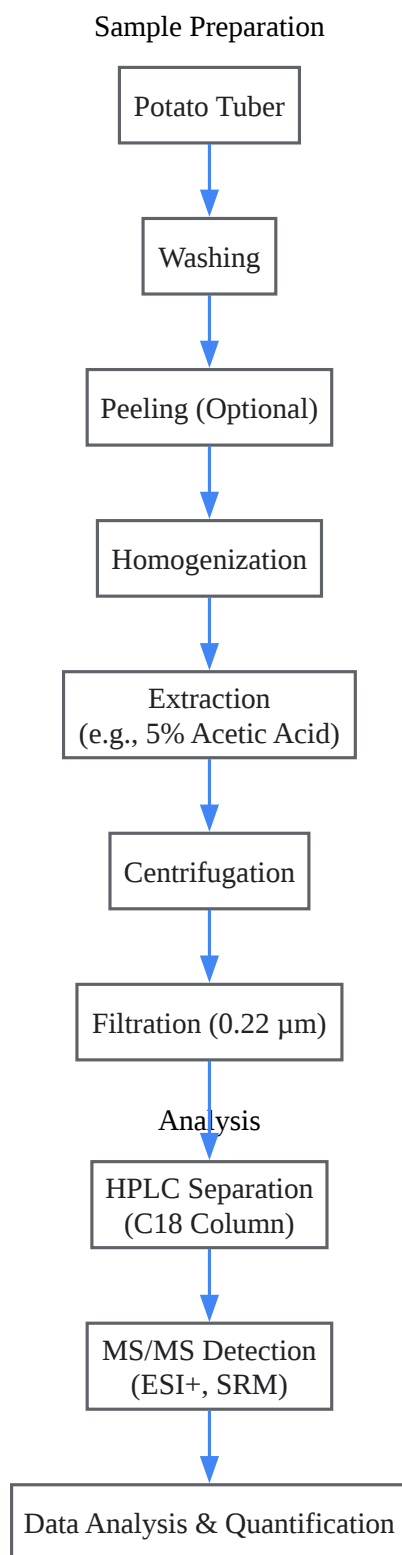 Sample Preparation
Potato Tuber
Washing
Peeling (Optional)
Homogenization
Extraction
(e.g., 5% Acetic Acid)
Centrifugation
Filtration (0.22 µm)
Analysis
HPLC Separation
(C18 Column)
MS/MS Detection
(ESI+, SRM)
Data Analysis & Quantification